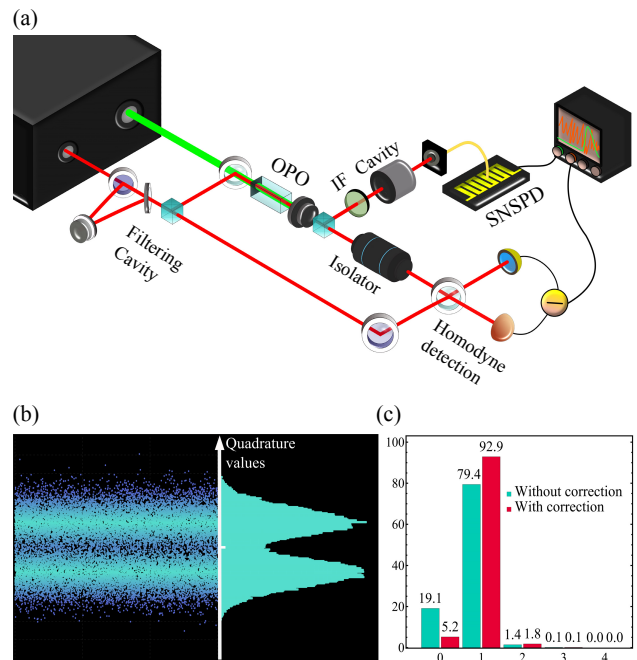 (a)
OPO
IF Cavity
SNSPD
Filtering
Cavity
Isolator
Homodyne
detection
(b)
Quadrature
values
(c)
100
80
60
40
20
0
19.1
5.2
79.4
92.9
1.4
1.8
0.1
0.1
0.0
0.0
Without correction
With correction
0
1
2
3
4